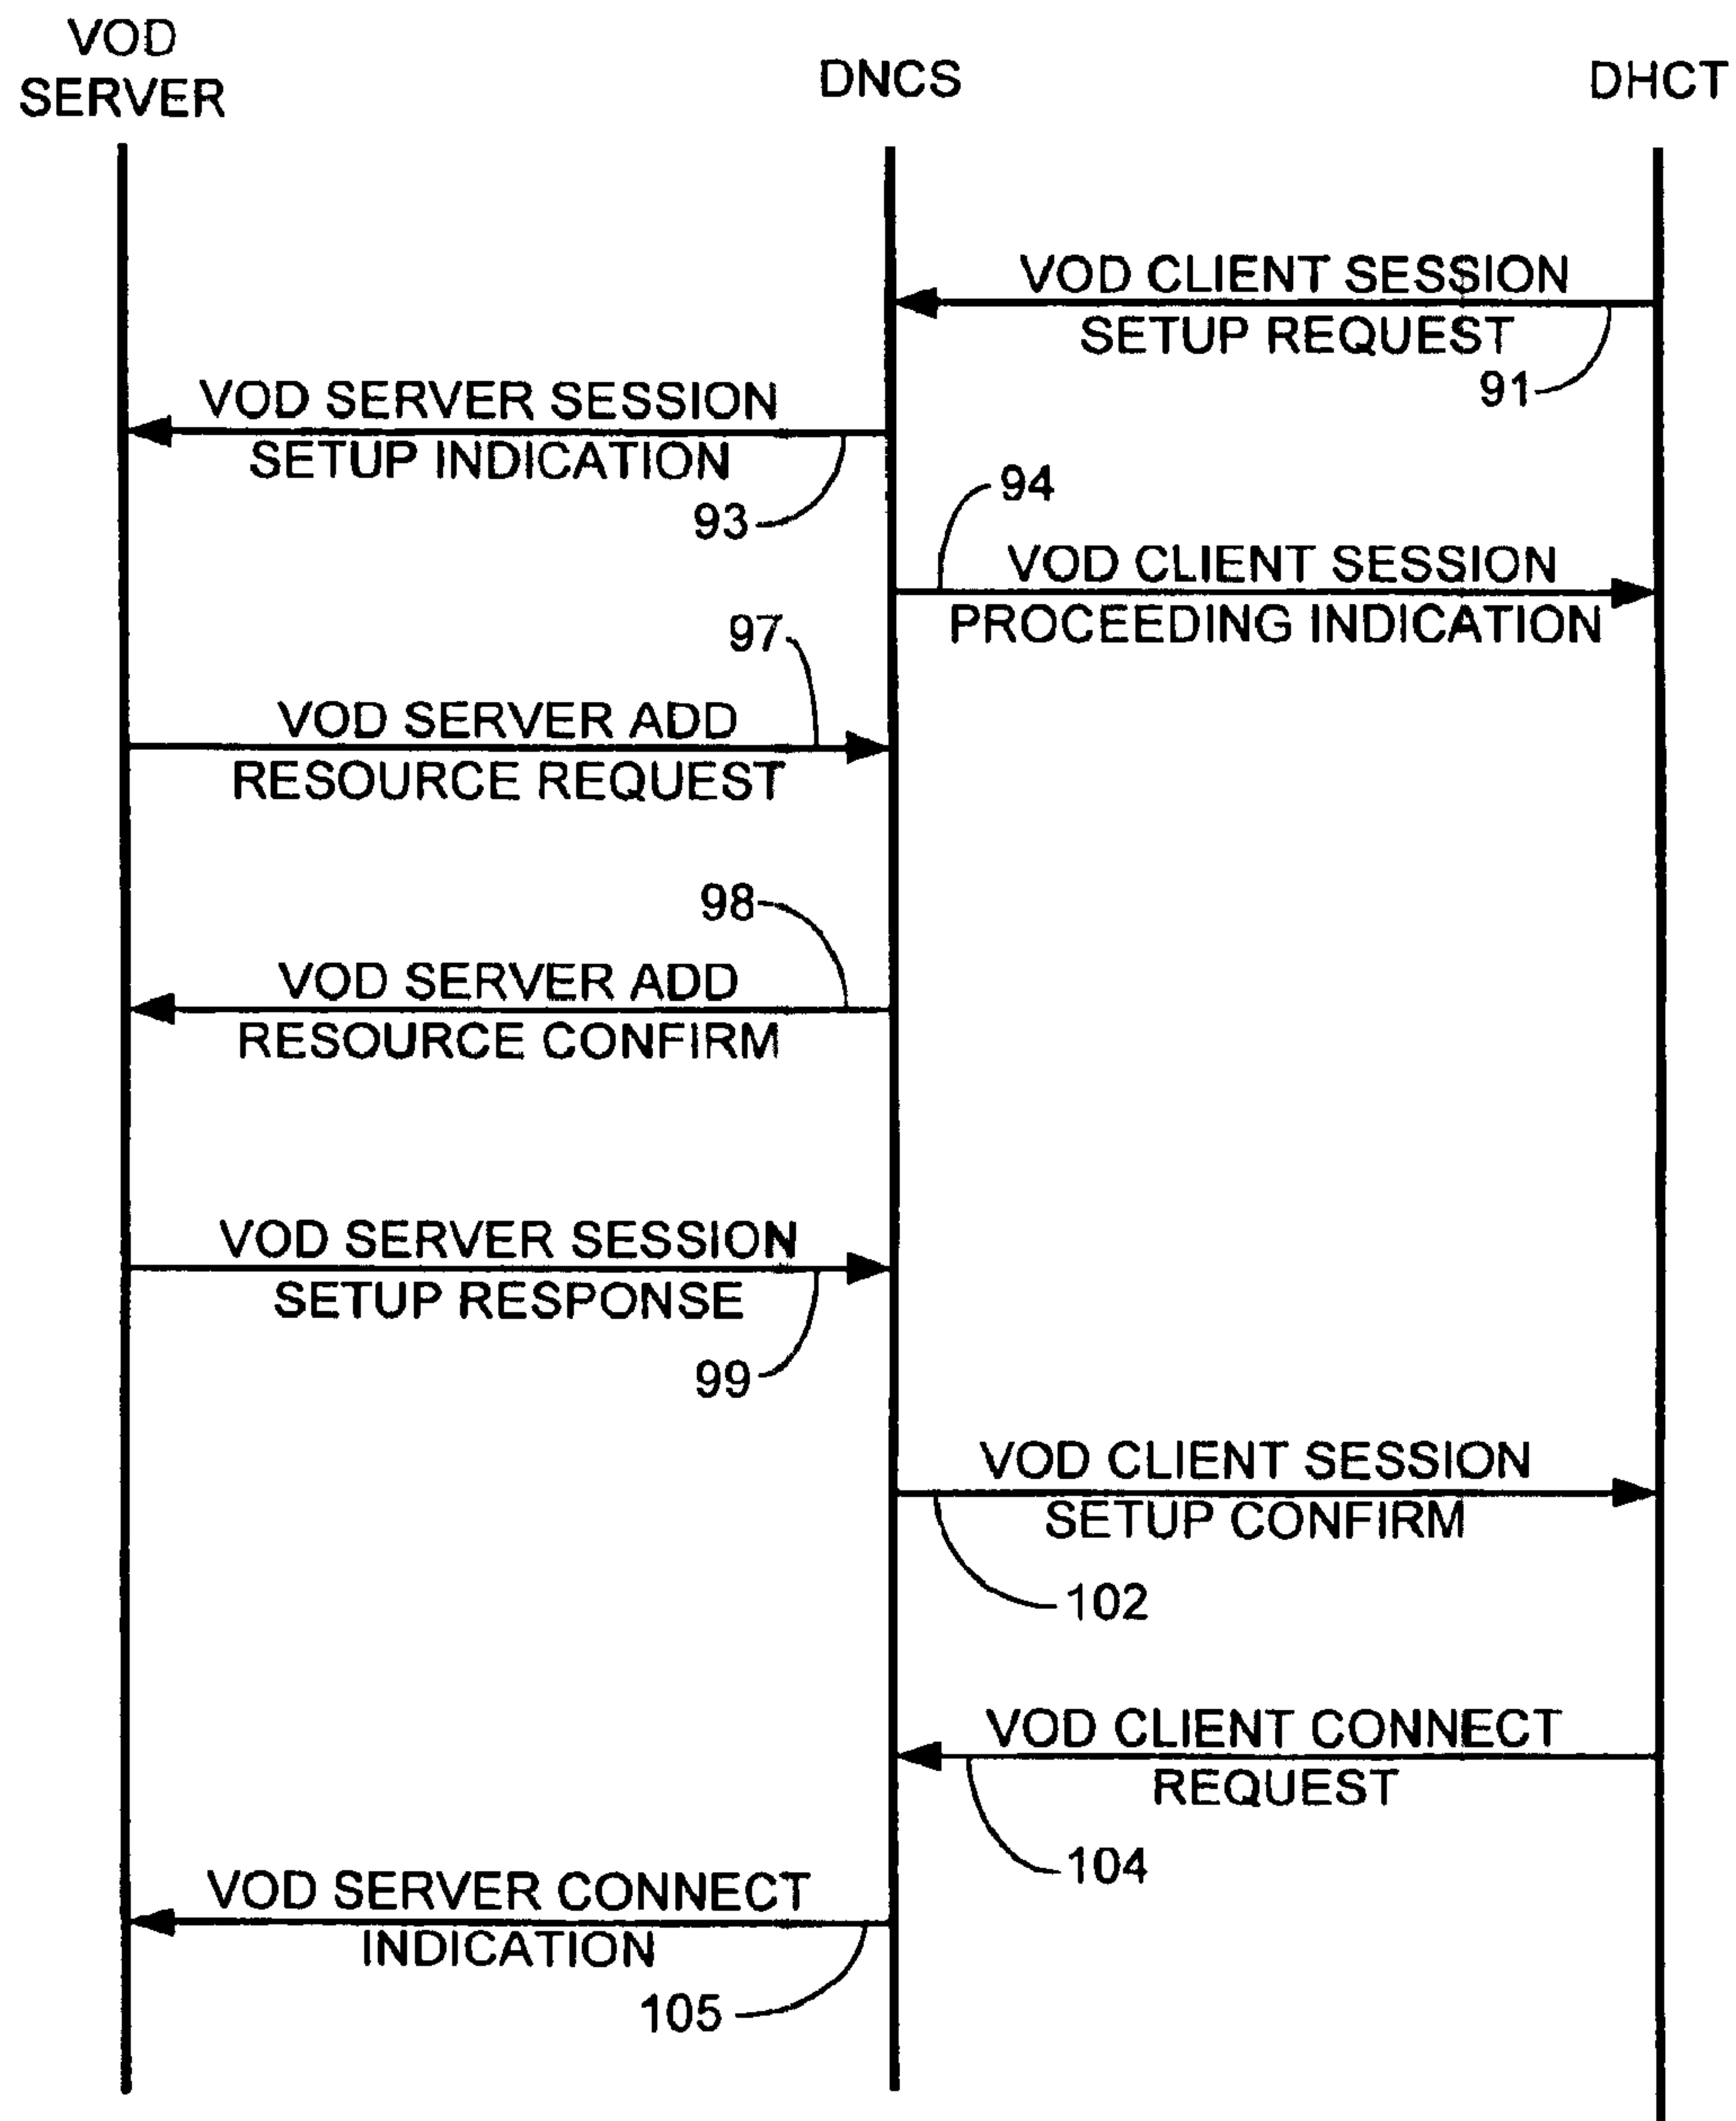 VOD
SERVER
DNCS
DHCT
VOD CLIENT SESSION
SETUP REQUEST
91
VOD SERVER SESSION
SETUP INDICATION
93
94
VOD CLIENT SESSION
PROCEEDING INDICATION
97
VOD SERVER ADD
RESOURCE REQUEST
98
VOD SERVER ADD
RESOURCE CONFIRM
VOD SERVER SESSION
SETUP RESPONSE
99
VOD CLIENT SESSION
SETUP CONFIRM
102
VOD CLIENT CONNECT
REQUEST
104
VOD SERVER CONNECT
INDICATION
105